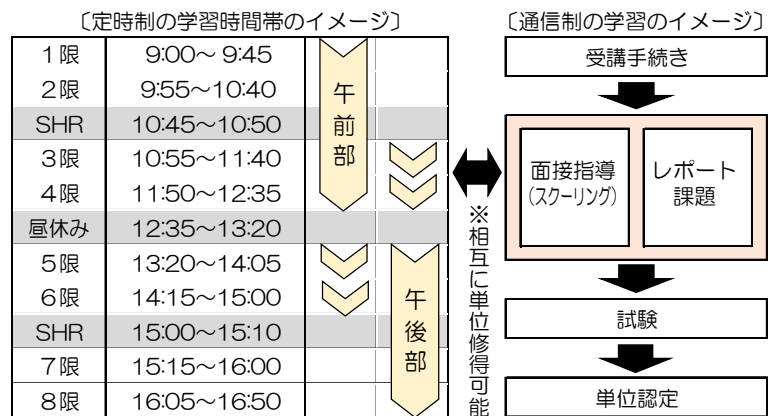 〔定時制の学習時間帯のイメージ〕
1限 9:00～ 9:45
2限 9:55～10:40
SHR 10:45～10:50
3限 10:55～11:40
4限 11:50～12:35
昼休み 12:35～13:20
5限 13:20～14:05
6限 14:15～15:00
SHR 15:00～15:10
7限 15:15～16:00
8限 16:05～16:50
午前部
午後部
※相互に単位修得可能
〔通信制の学習のイメージ〕
受講手続き
面接指導
(スクーリング)
レポート
課題
試験
単位認定